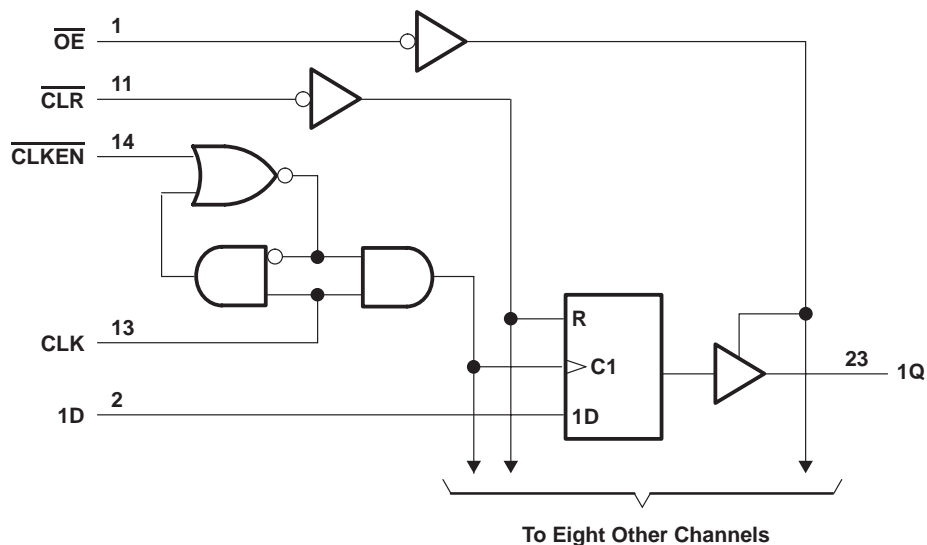 OE 1
CLR 11
CLKEN 14
CLK 13
1D 2
R
C1
1D
23 1Q
To Eight Other Channels